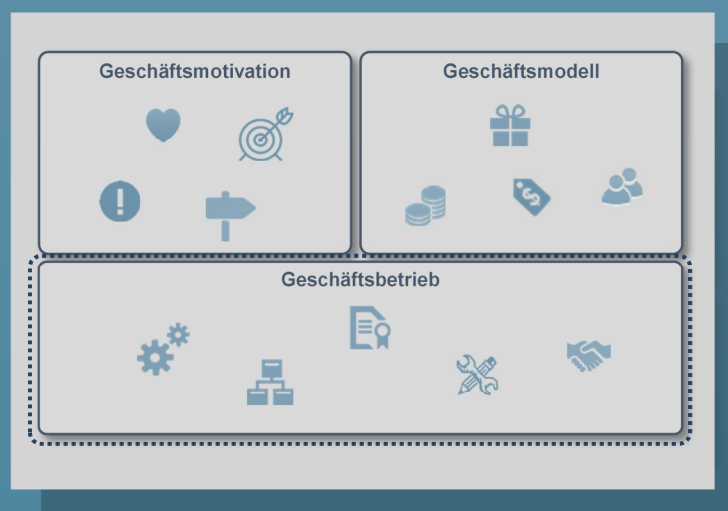 Geschäftsmotivation
Geschäftsmodell
$
Geschäftsbetrieb